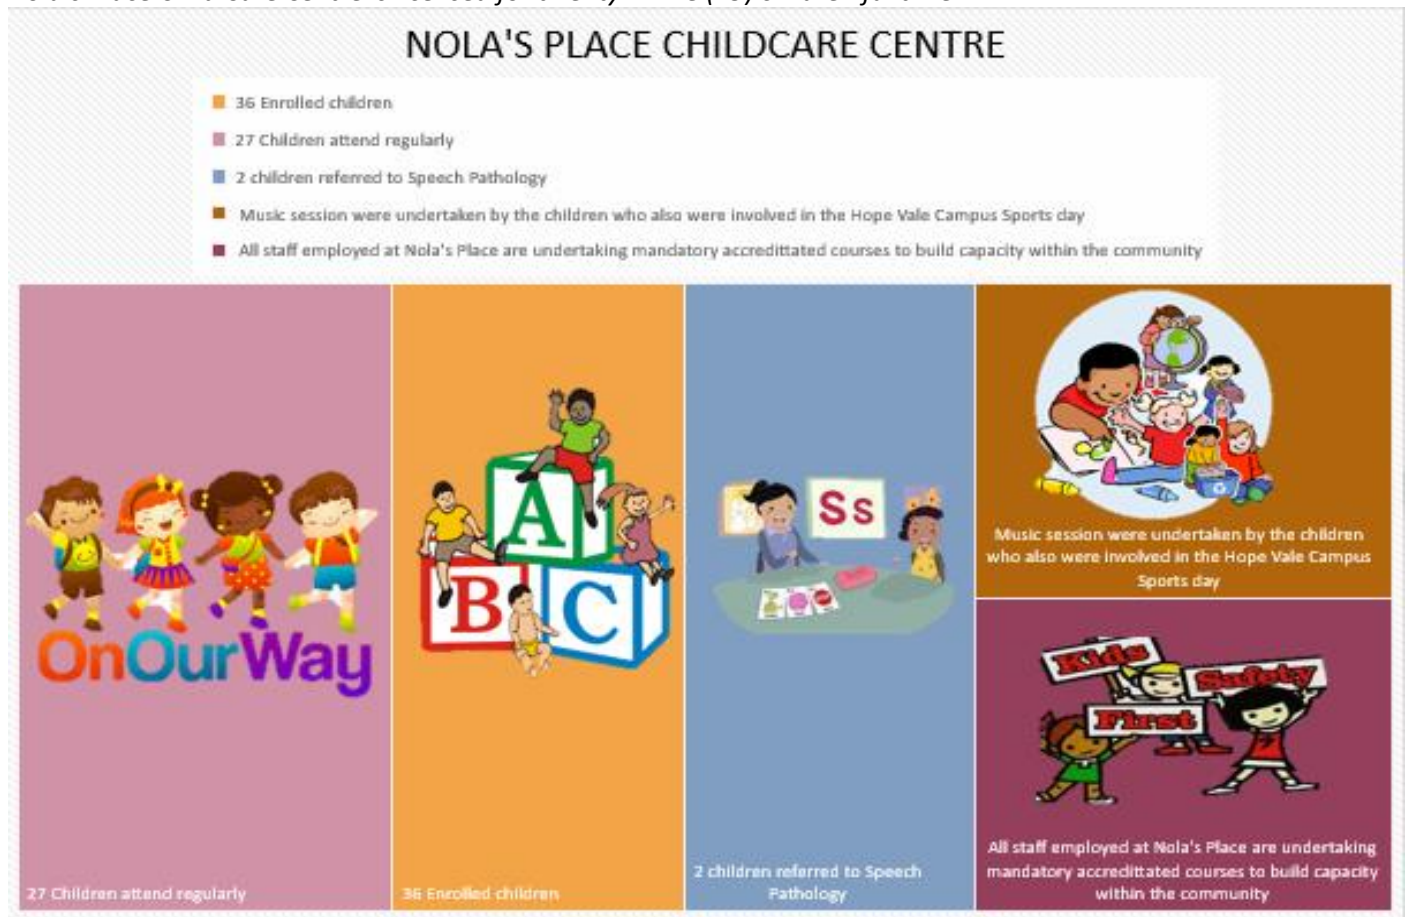 NOLA'S PLACE CHILDCARE CENTRE
36 Enrolled children
27 Children attend regularly
2 children referred to Speech Pathology
Music session were undertaken by the children who also were involved in the Hope Vale Campus Sports day
All staff employed at Nola's Place are undertaking mandatory accredittated courses to build capacity within the community
OnOurWay
27 Children attend regularly
A
B C
36 Enrolled children
Ss
2 children referred to Speech
Pathology
Music session were undertaken by the children
who also were involved in the Hope Vale Campus
Sports day
Kids
Safety
First
All staff employed at Nola's Place are undertaking
mandatory accredittated courses to build capacity
within the community